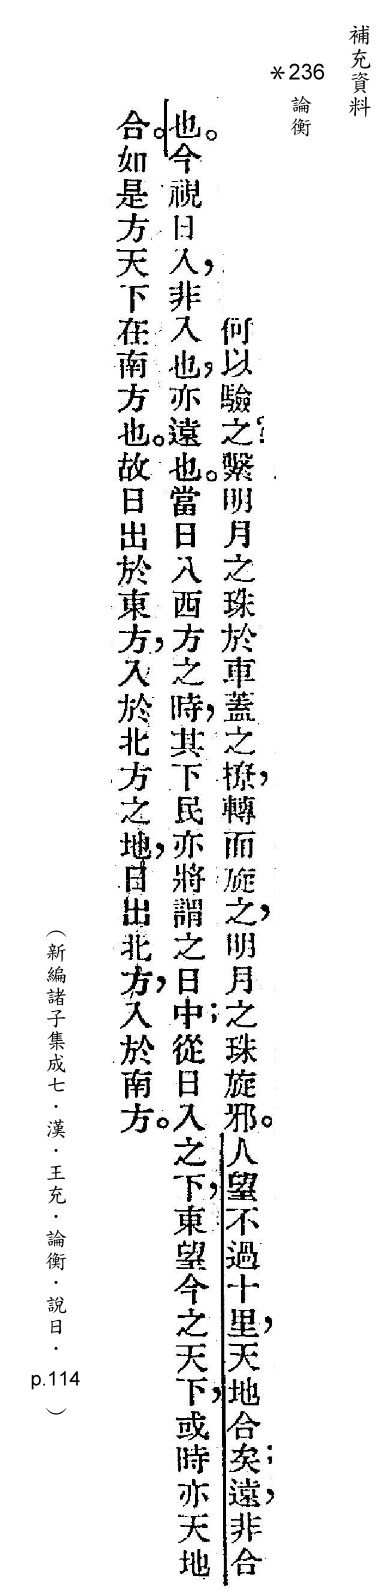 補充資料
*236 論衡
何以驗之?繫明月之珠於車蓋之橑,轉而旋之,明月之珠旋邪。人望不過十里,天地合矣;遠,非合
也。今視日入,非入也,亦遠也。當日入西方之時,其下民亦將謂之日中;從日入之下,東望今之天下,或時亦天地
合。如是方天下在南方也。故日出於東方,入於北方之地,日出北方,入於南方。
(新編諸子集成七.漢.王充.論衡.說日.p.114)